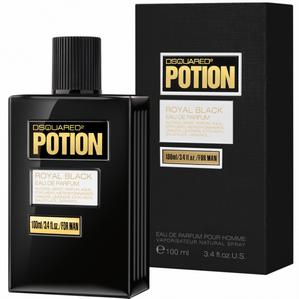 DSQUARED²
POTION
ROYAL BLACK
EAU DE PARFUM
100ml/3.4 fl.oz./FOR MAN
DSQUARED²
POTION
ROYAL BLACK
EAU DE PARFUM
100ml/3.4 fl.oz./FOR MAN
EAU DE PARFUM POUR HOMME
VAPORISATEUR NATURAL SPRAY
℮ 100 ml 3.4 fl.oz.U.S.